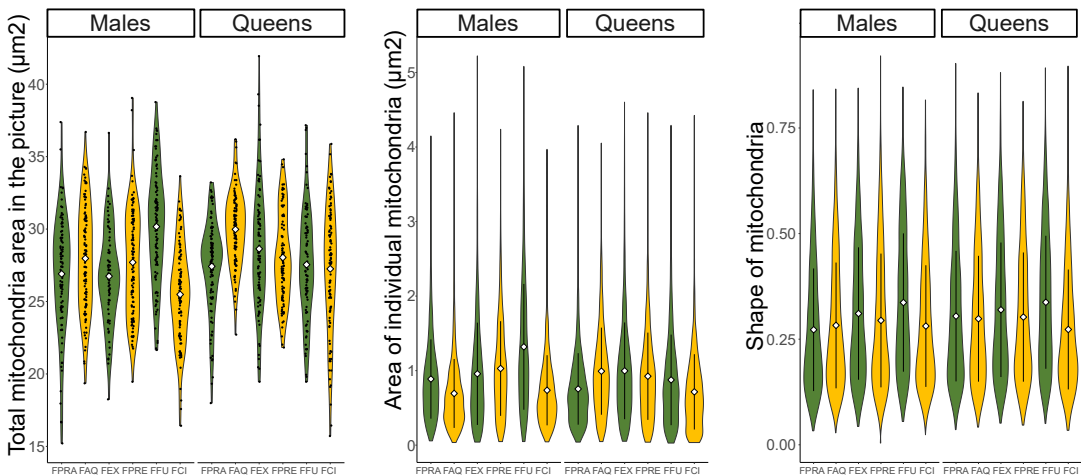 Males Queens
Total mitochondria area in the picture (µm2)
40
35
30
25
20
15
FPRA FAQ FEX FPRE FFU FCI FPRA FAQ FEX FPRE FFU FCI
Males Queens
Area of individual mitochondria (µm2)
5
4
3
2
1
0
FPRA FAQ FEX FPRE FFU FCI FPRA FAQ FEX FPRE FFU FCI
Males Queens
Shape of mitochondria
0.75
0.50
0.25
0.00
FPRA FAQ FEX FPRE FFU FCI FPRA FAQ FEX FPRE FFU FCI